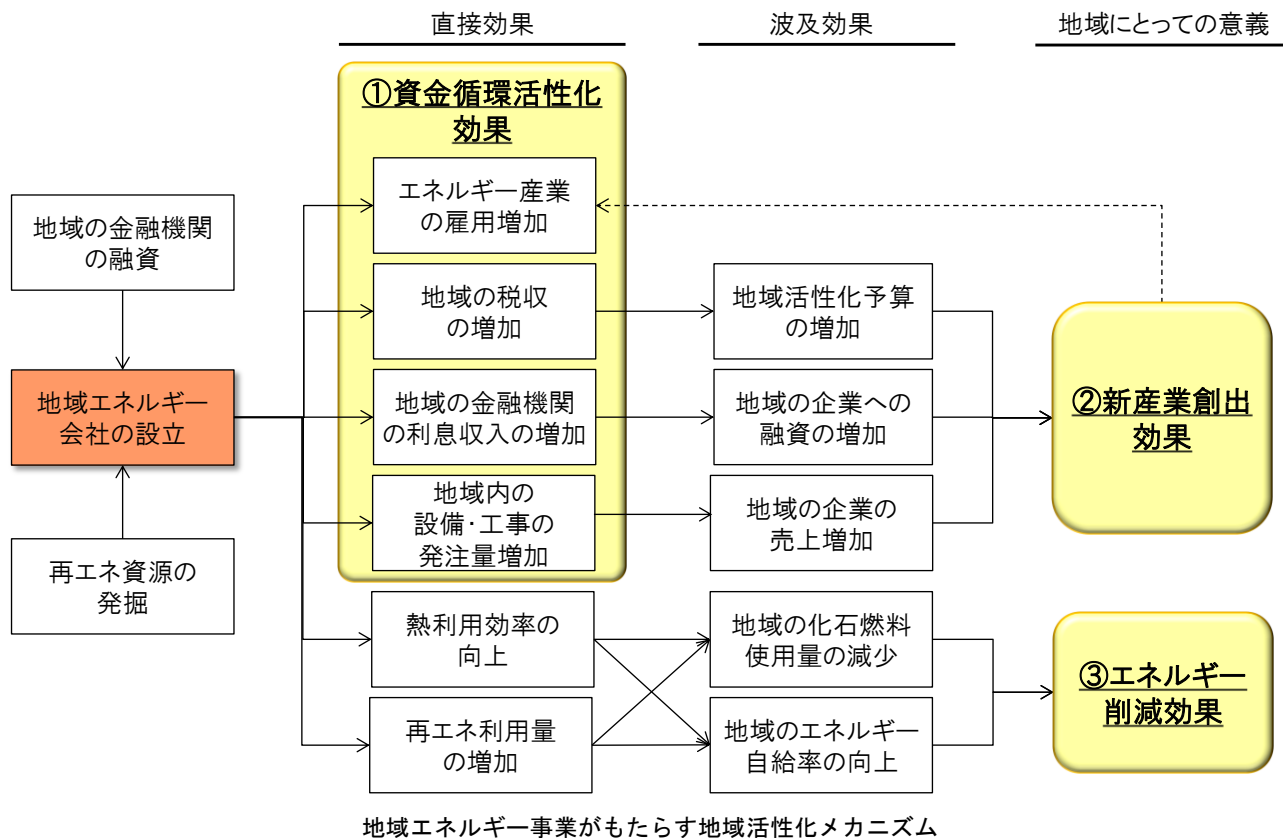 直接効果
波及効果
地域にとっての意義
①資金循環活性化
効果
エネルギー産業
の雇用増加
地域の金融機関
の融資
地域の税収
の増加
地域活性化予算
の増加
地域エネルギー
会社の設立
地域の金融機関
の利息収入の増加
地域の企業への
融資の増加
②新産業創出
効果
地域内の
設備・工事の
発注量増加
地域の企業の
売上増加
再エネ資源の
発掘
熱利用効率の
向上
地域の化石燃料
使用量の減少
③エネルギー
削減効果
再エネ利用量
の増加
地域のエネルギー
自給率の向上
地域エネルギー事業がもたらす地域活性化メカニズム